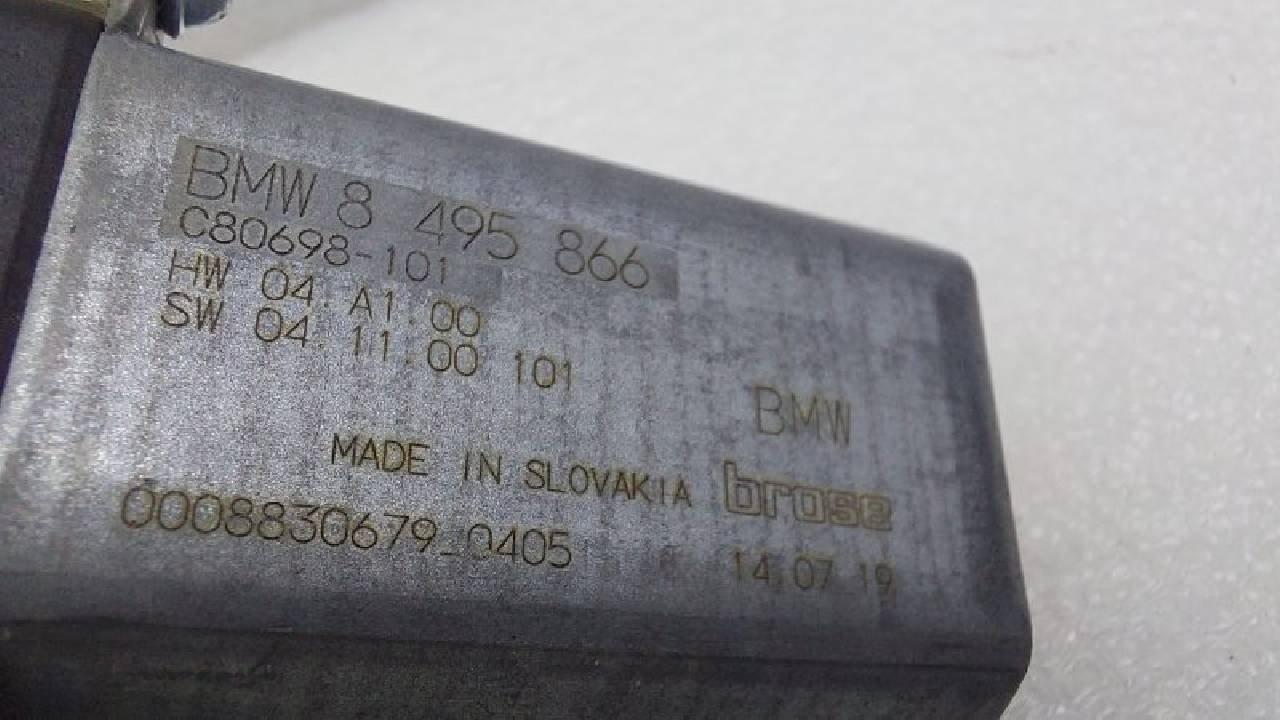 BMW 8 495 866
C80698-101
HW 04.A1.00
SW 04.11.00 101
BMW
MADE IN SLOVAKIA brose
0008830679_0405
14.07.19